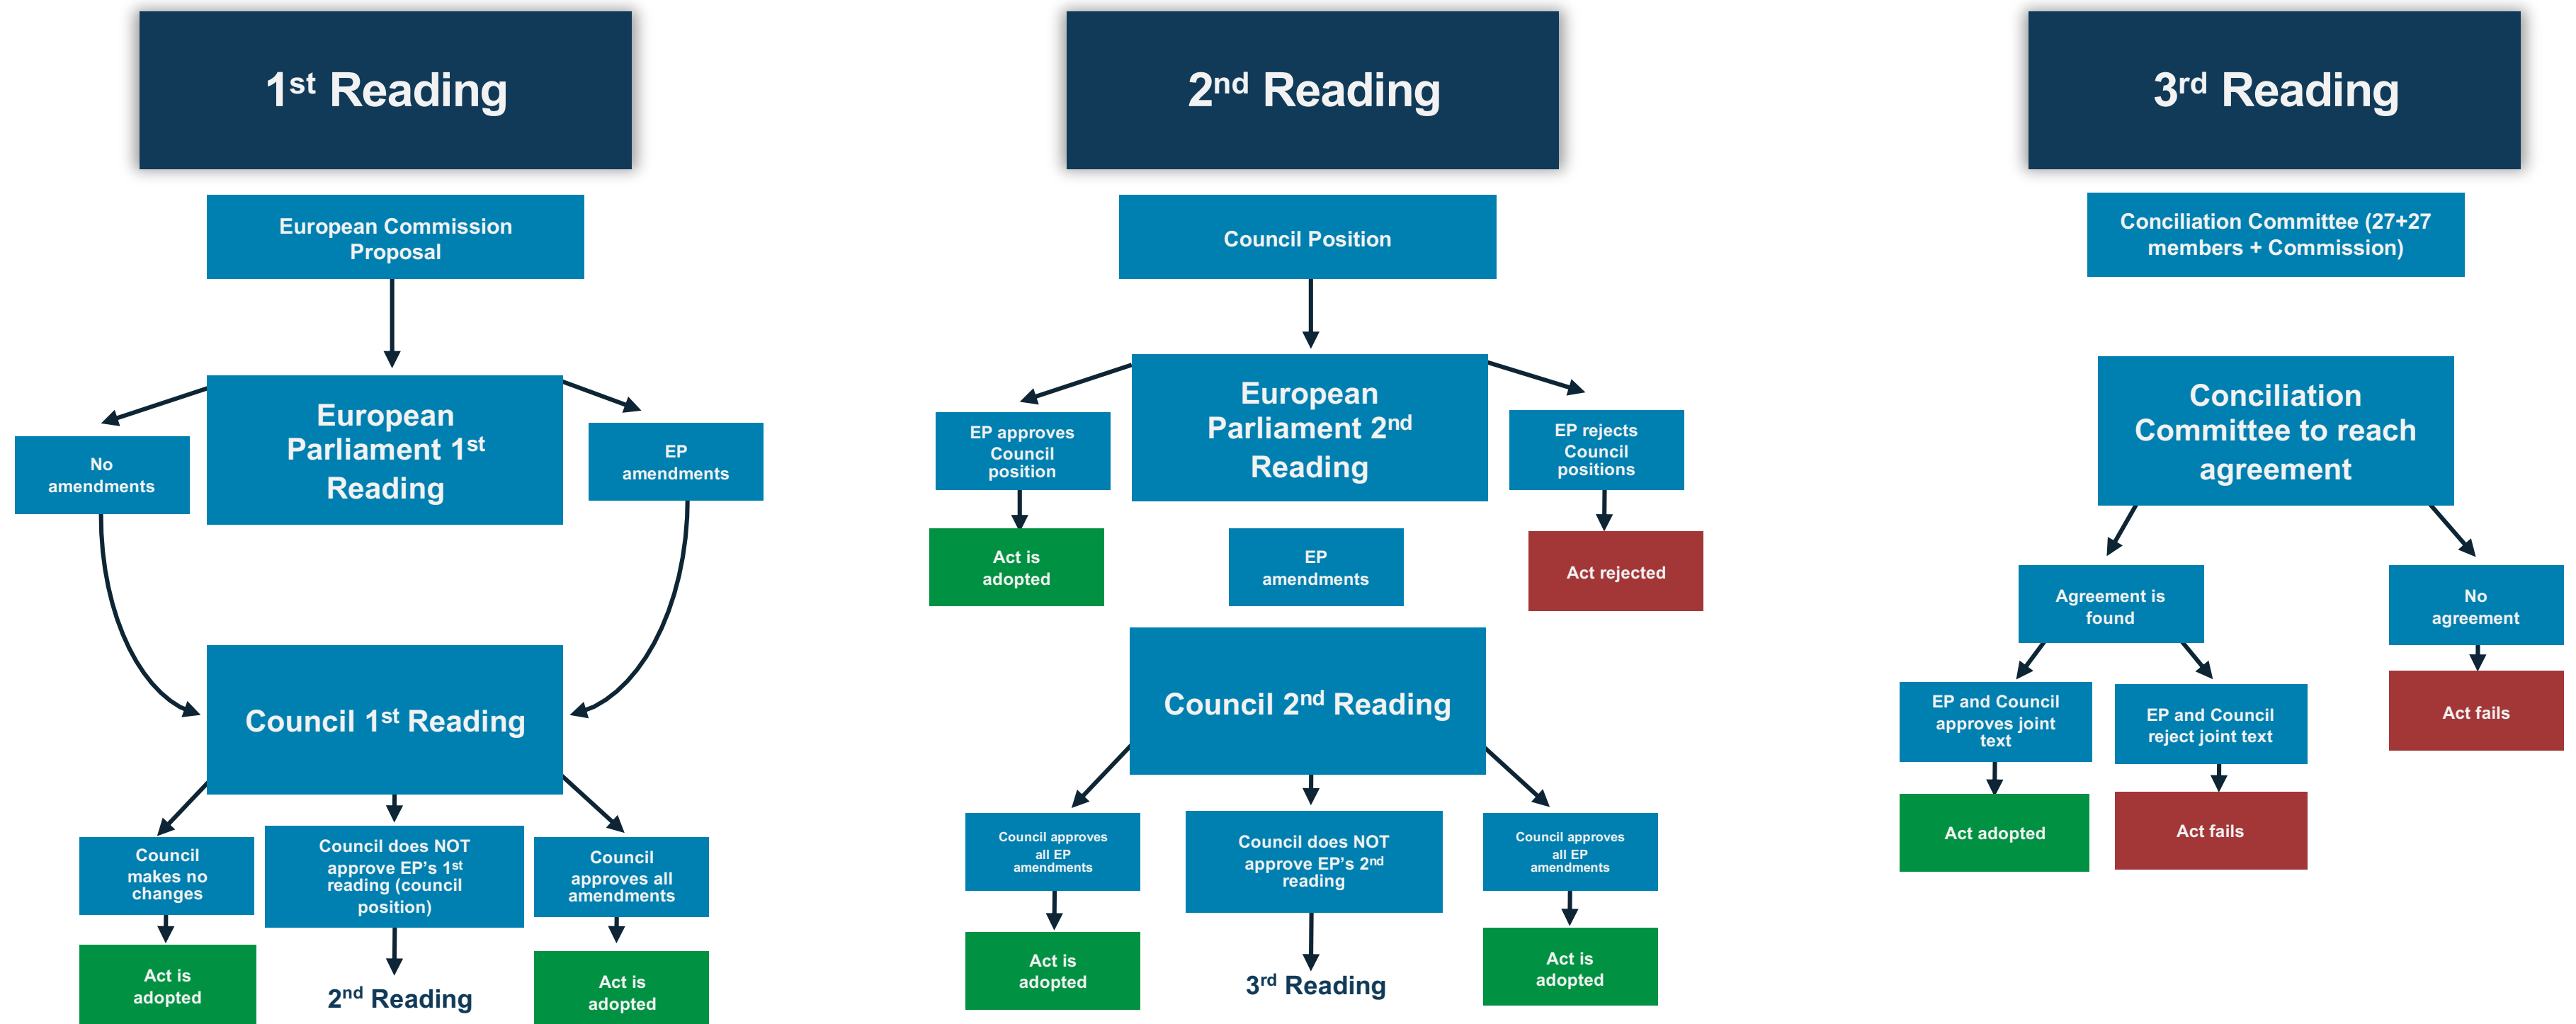 1st Reading
European Commission
Proposal
European
Parliament 1st
Reading
No
amendments
EP
amendments
Council 1st Reading
Council
makes no
changes
Council does NOT
approve EP’s 1st
reading (council
position)
Council
approves all
amendments
Act is
adopted
2nd Reading
Act is
adopted
2nd Reading
Council Position
European
Parliament 2nd
Reading
EP approves
Council
position
EP rejects
Council
positions
Act is
adopted
EP
amendments
Act rejected
Council 2nd Reading
Council approves
all EP
amendments
Council does NOT
approve EP’s 2nd
reading
Council approves
all EP
amendments
Act is
adopted
3rd Reading
Act is
adopted
3rd Reading
Conciliation Committee (27+27
members + Commission)
Conciliation
Committee to reach
agreement
Agreement is
found
No
agreement
EP and Council
approves joint
text
EP and Council
reject joint text
Act fails
Act adopted
Act fails